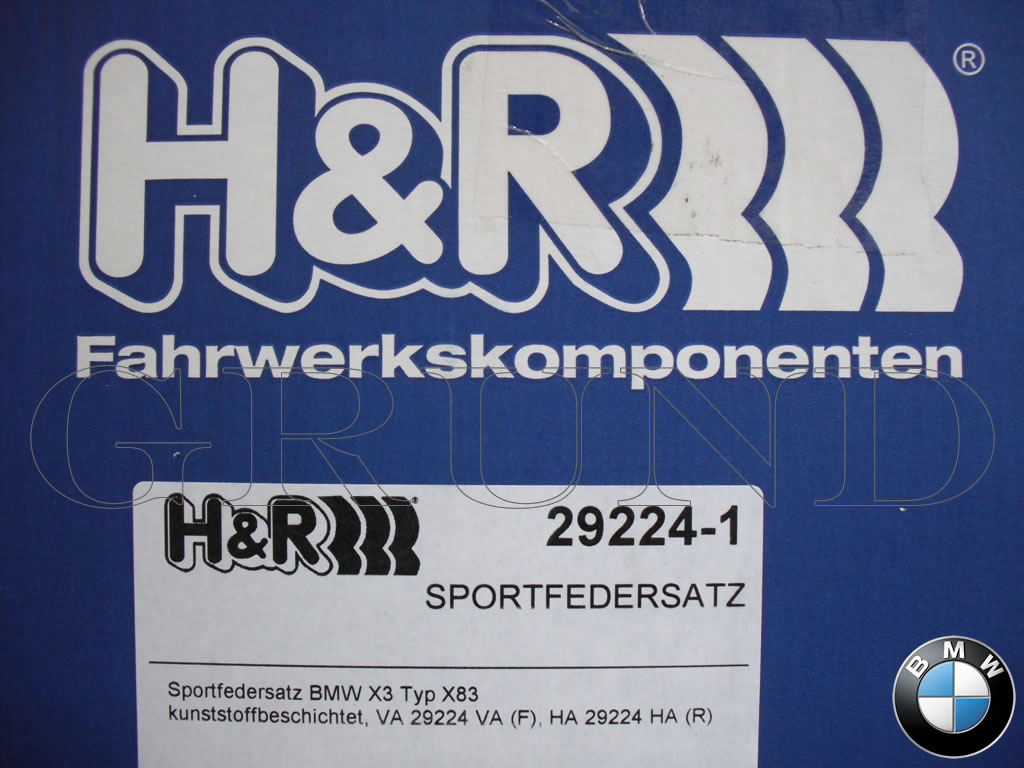 H&R®
Fahrwerkskomponenten
GRUND
H&R® 29224-1
SPORTFEDERSATZ
Sportfedersatz BMW X3 Typ X83
kunststoffbeschichtet, VA 29224 VA (F), HA 29224 HA (R)
BMW